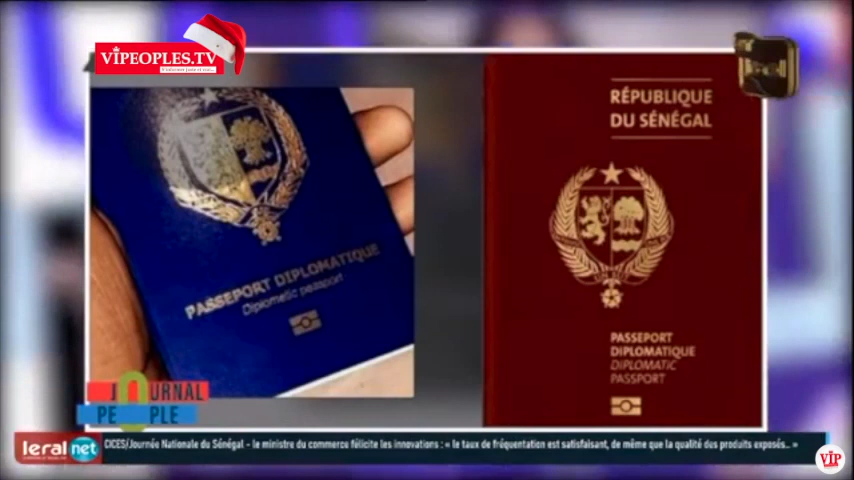 VIPEOPLES.TV
RÉPUBLIQUE
DU SÉNÉGAL
PASSEPORT DIPLOMATIQUE
Diplomatic passport
PASSEPORT
DIPLOMATIQUE
DIPLOMATIC
PASSPORT
JOURNAL
PEOPLE
leral net
CICES/Journée Nationale du Sénégal - le ministre du commerce félicite les innovations : « le taux de fréquentation est satisfaisant, de même que la qualité des produits exposés.. »
VIP